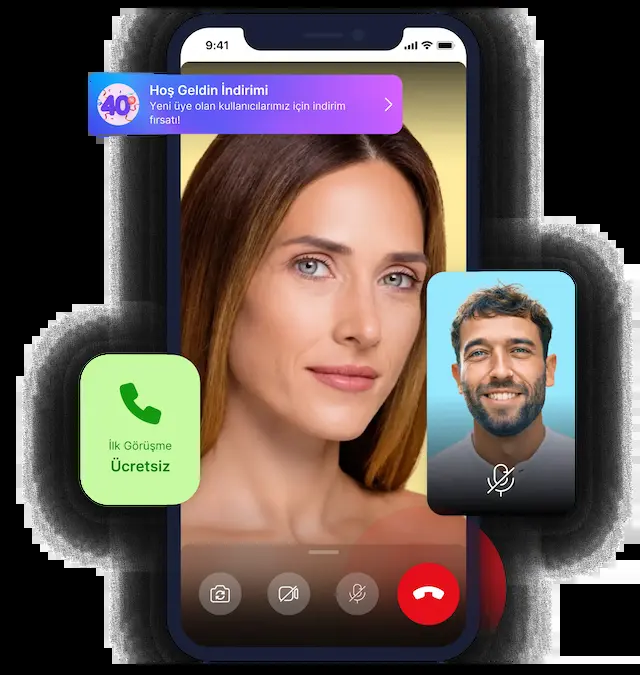 9:41
40
Hoş Geldin İndirimi
Yeni üye olan kullanıcılarımız için indirim
fırsatı!
İlk Görüşme
Ücretsiz